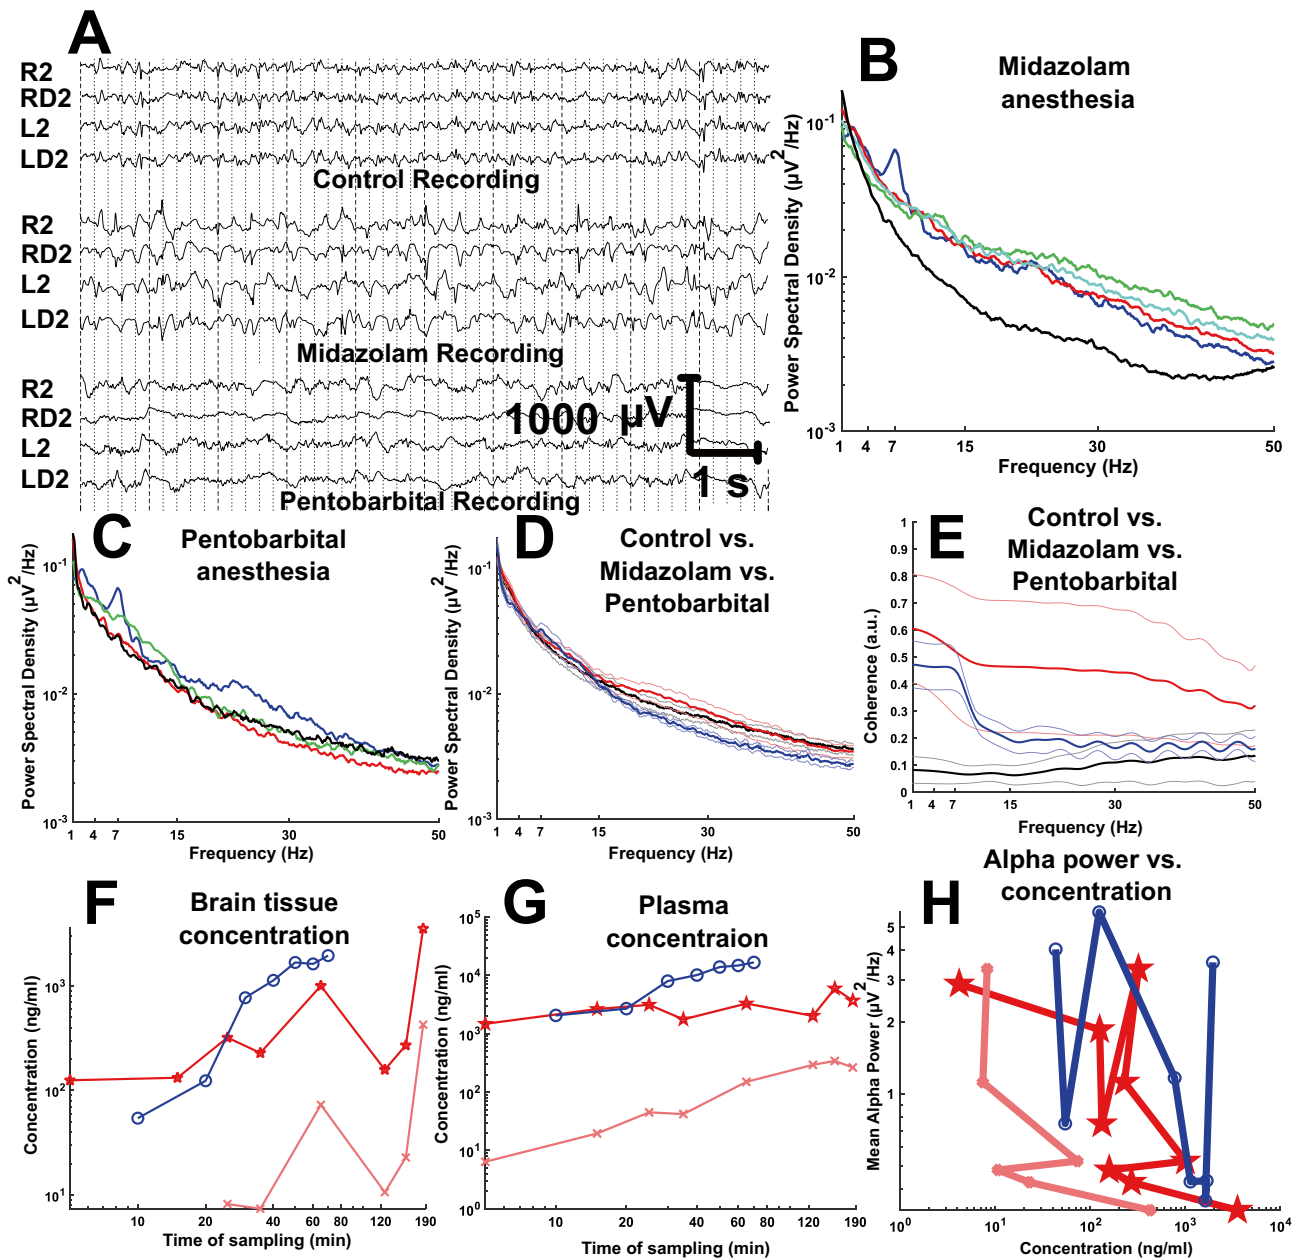 A
R2
RD2
L2
LD2
Control Recording
R2
RD2
L2
LD2
Midazolam Recording
R2
RD2
L2
LD2
1000 µV
1 s
Pentobarbital Recording
B
Midazolam
anesthesia
Power Spectral Density (µV²/Hz)
10⁻¹
10⁻²
10⁻³
1 4 7 15 30 50
Frequency (Hz)
C
Pentobarbital
anesthesia
Power Spectral Density (µV²/Hz)
10⁻¹
10⁻²
10⁻³
1 4 7 15 30 50
Frequency (Hz)
D
Control vs.
Midazolam vs.
Pentobarbital
Power Spectral Density (µV²/Hz)
10⁻¹
10⁻²
10⁻³
1 4 7 15 30 50
Frequency (Hz)
E
Control vs.
Midazolam vs.
Pentobarbital
Coherence (a.u.)
1
0.9
0.8
0.7
0.6
0.5
0.4
0.3
0.2
0.1
0
1 4 7 15 30 50
Frequency (Hz)
F
Brain tissue
concentration
Concentration (ng/ml)
10³
10²
10¹
10 20 40 60 80 120 190
Time of sampling (min)
G
Plasma
concentraion
Concentration (ng/ml)
10⁵
10⁴
10³
10²
10¹
10⁰
10 20 40 60 80 120 190
Time of sampling (min)
Alpha power vs.
concentration
H
Mean Alpha Power (µV²/Hz)
5
4
3
2
1
10⁰ 10¹ 10² 10³ 10⁴
Concentration (ng/ml)